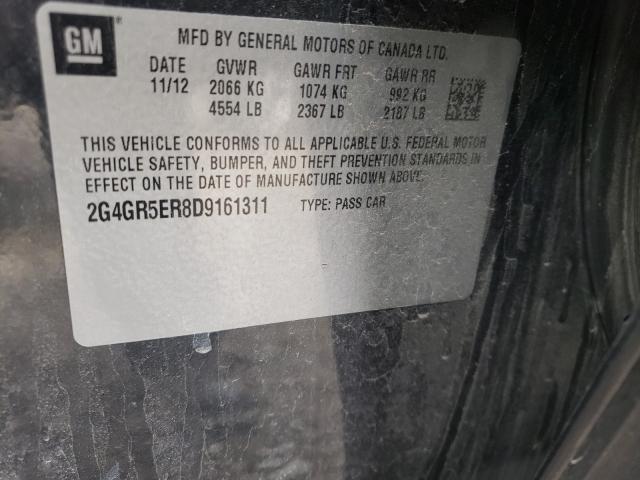 GM
MFD BY GENERAL MOTORS OF CANADA LTD.
DATE GVWR GAWR FRT GAWR RR
11/12 2066 KG 1074 KG 992 KG
4554 LB 2367 LB 2187 LB
THIS VEHICLE CONFORMS TO ALL APPLICABLE U.S. FEDERAL MOTOR
VEHICLE SAFETY, BUMPER, AND THEFT PREVENTION STANDARDS IN
EFFECT ON THE DATE OF MANUFACTURE SHOWN ABOVE.
2G4GR5ER8D9161311 TYPE: PASS CAR